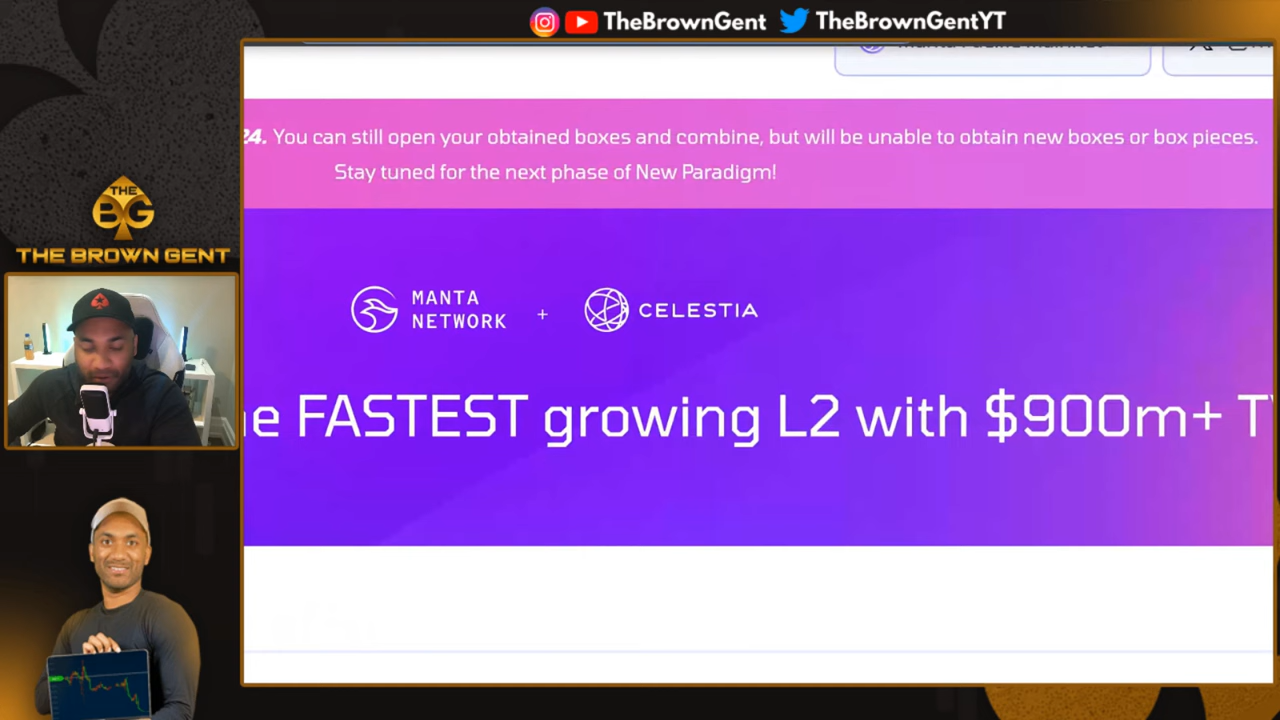 TheBrownGent TheBrownGentYT
24. You can still open your obtained boxes and combine, but will be unable to obtain new boxes or box pieces.
Stay tuned for the next phase of New Paradigm!
THE
BG
THE BROWN GENT
MANTA
NETWORK
+
CELESTIA
FASTEST growing L2 with $900m+